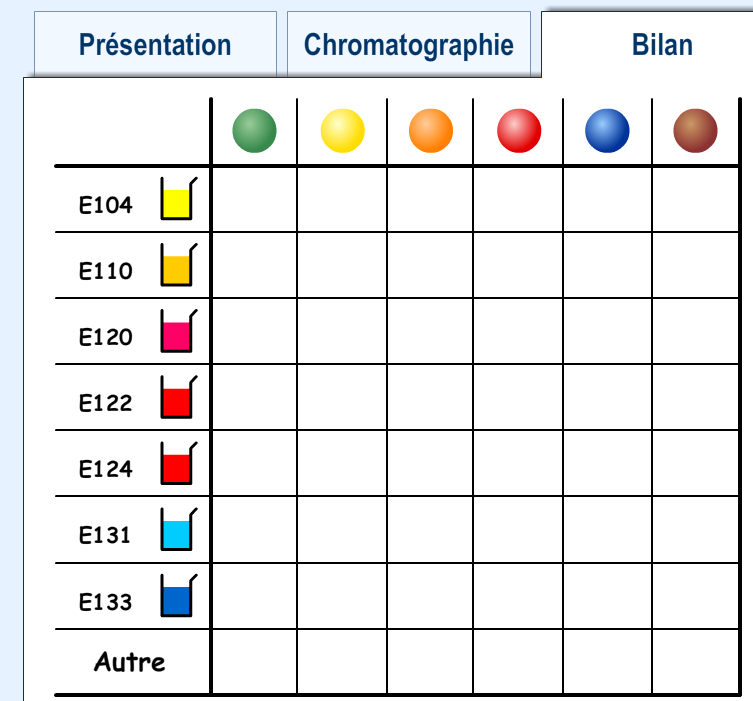 Présentation
Chromatographie
Bilan
E104
E110
E120
E122
E124
E131
E133
Autre